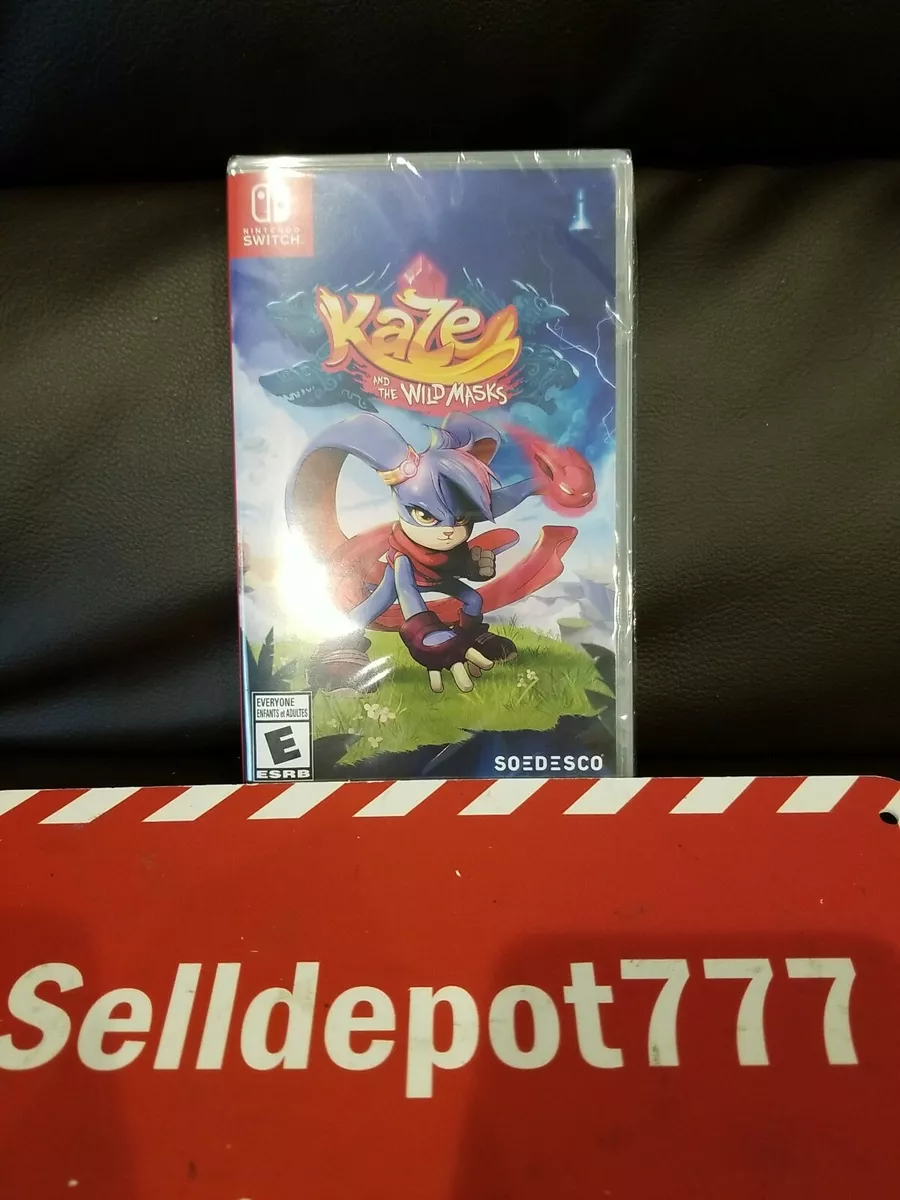 NINTENDO
SWITCH
Kaze
AND
THE WILD MASKS
EVERYONE
ENFANTS et ADULTES
E
ESRB
SOEDESCO
Selldepot777